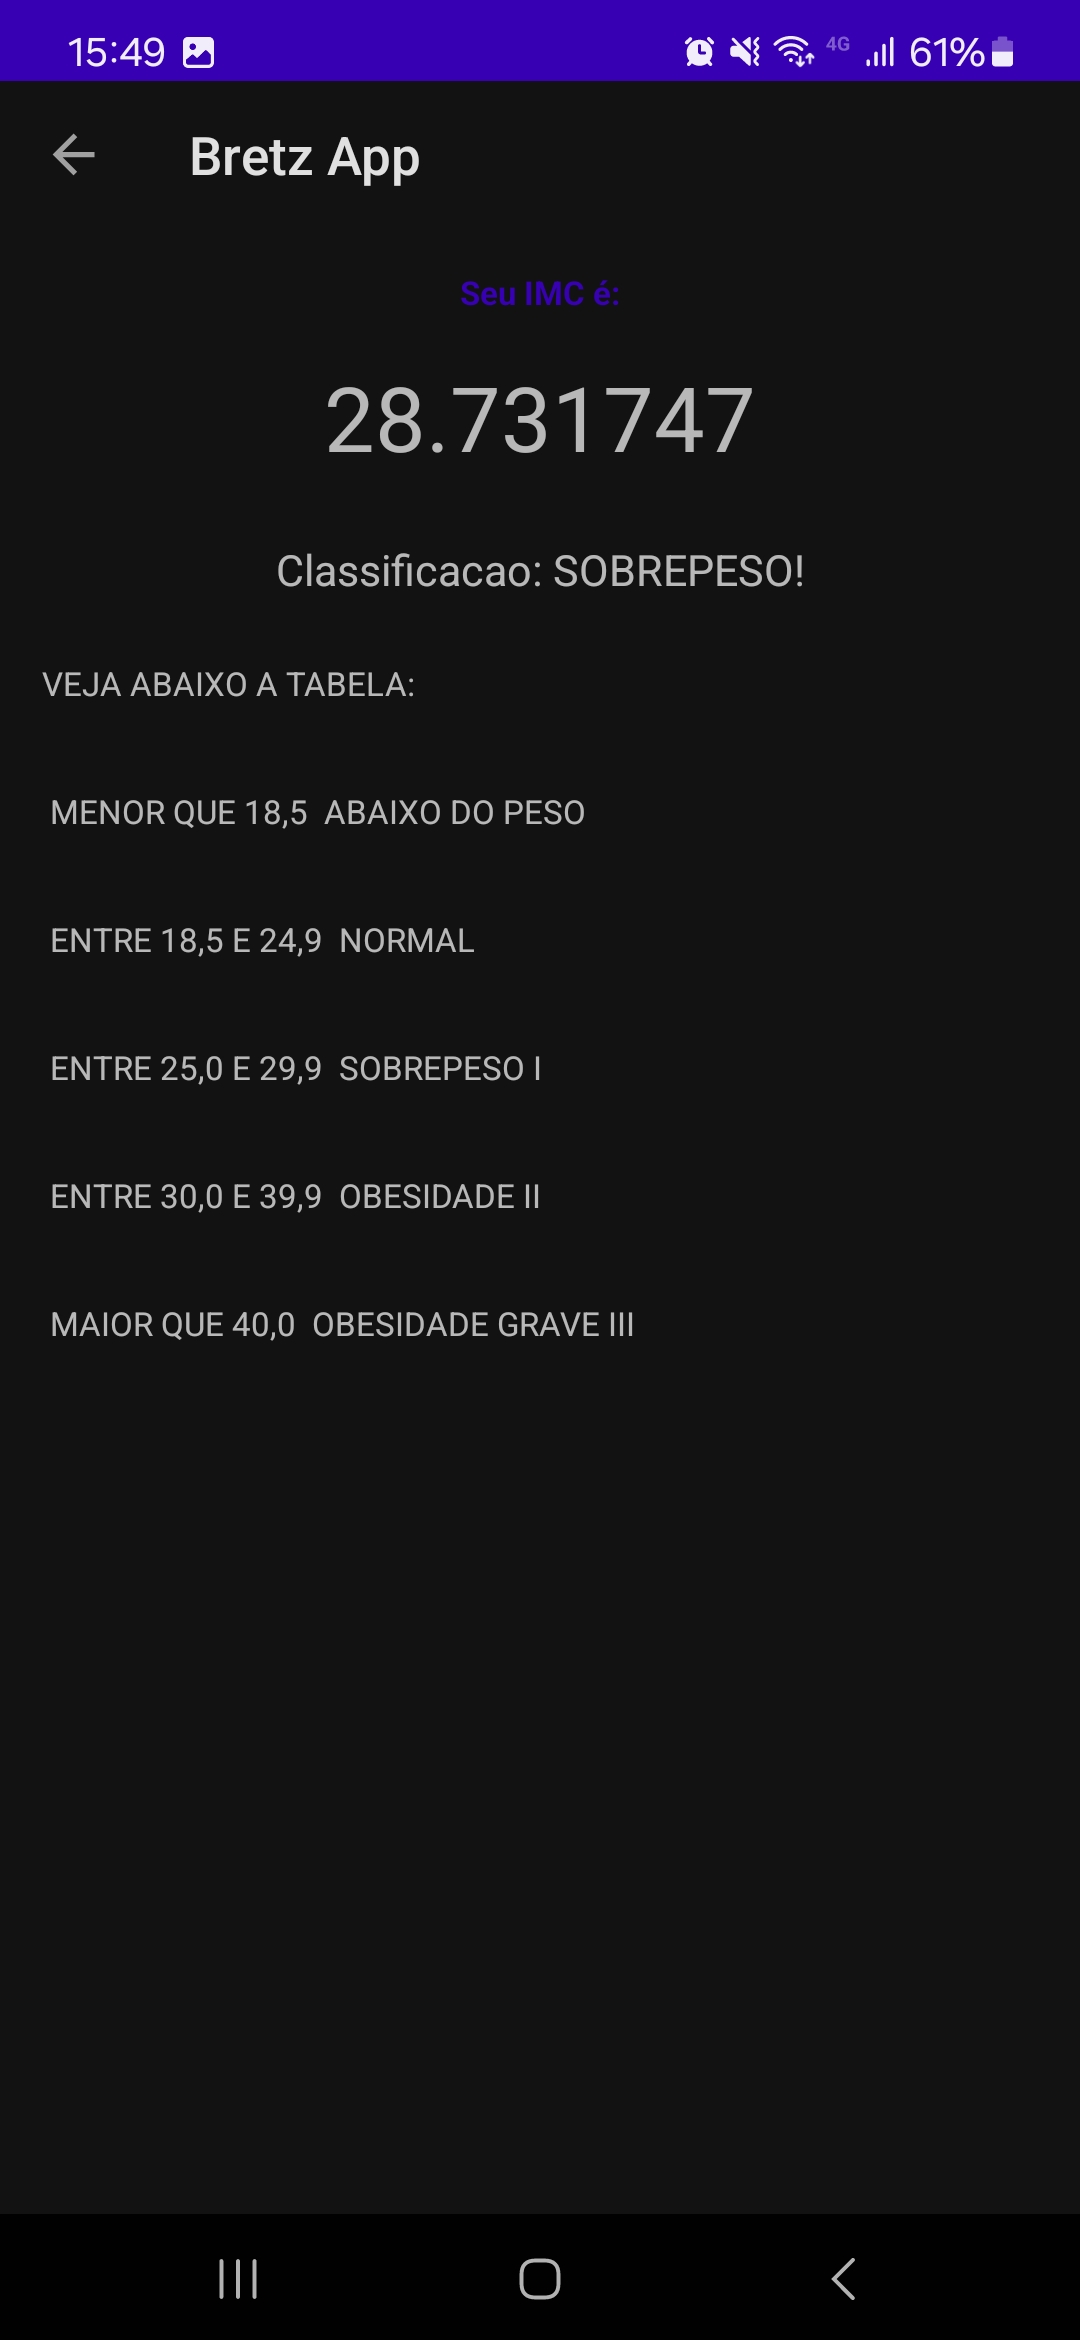 15:49 4G 61%
Bretz App
Seu IMC é:
28.731747
Classificacao: SOBREPESO!
VEJA ABAIXO A TABELA:
MENOR QUE 18,5  ABAIXO DO PESO
ENTRE 18,5 E 24,9  NORMAL
ENTRE 25,0 E 29,9  SOBREPESO I
ENTRE 30,0 E 39,9  OBESIDADE II
MAIOR QUE 40,0  OBESIDADE GRAVE III